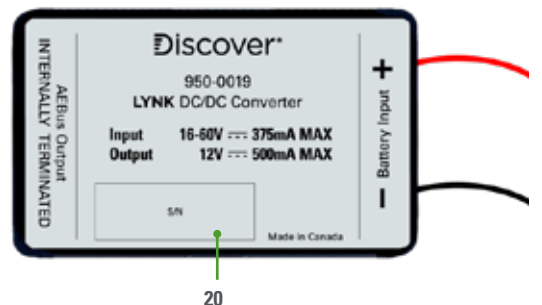 Discover
950-0019
LYNK DC/DC Converter
Input 16-60V ⎓ 375mA MAX
Output 12V ⎓ 500mA MAX
S/N
Made in Canada
AEBus Output
INTERNALLY TERMINATED
+
Battery Input
-
20